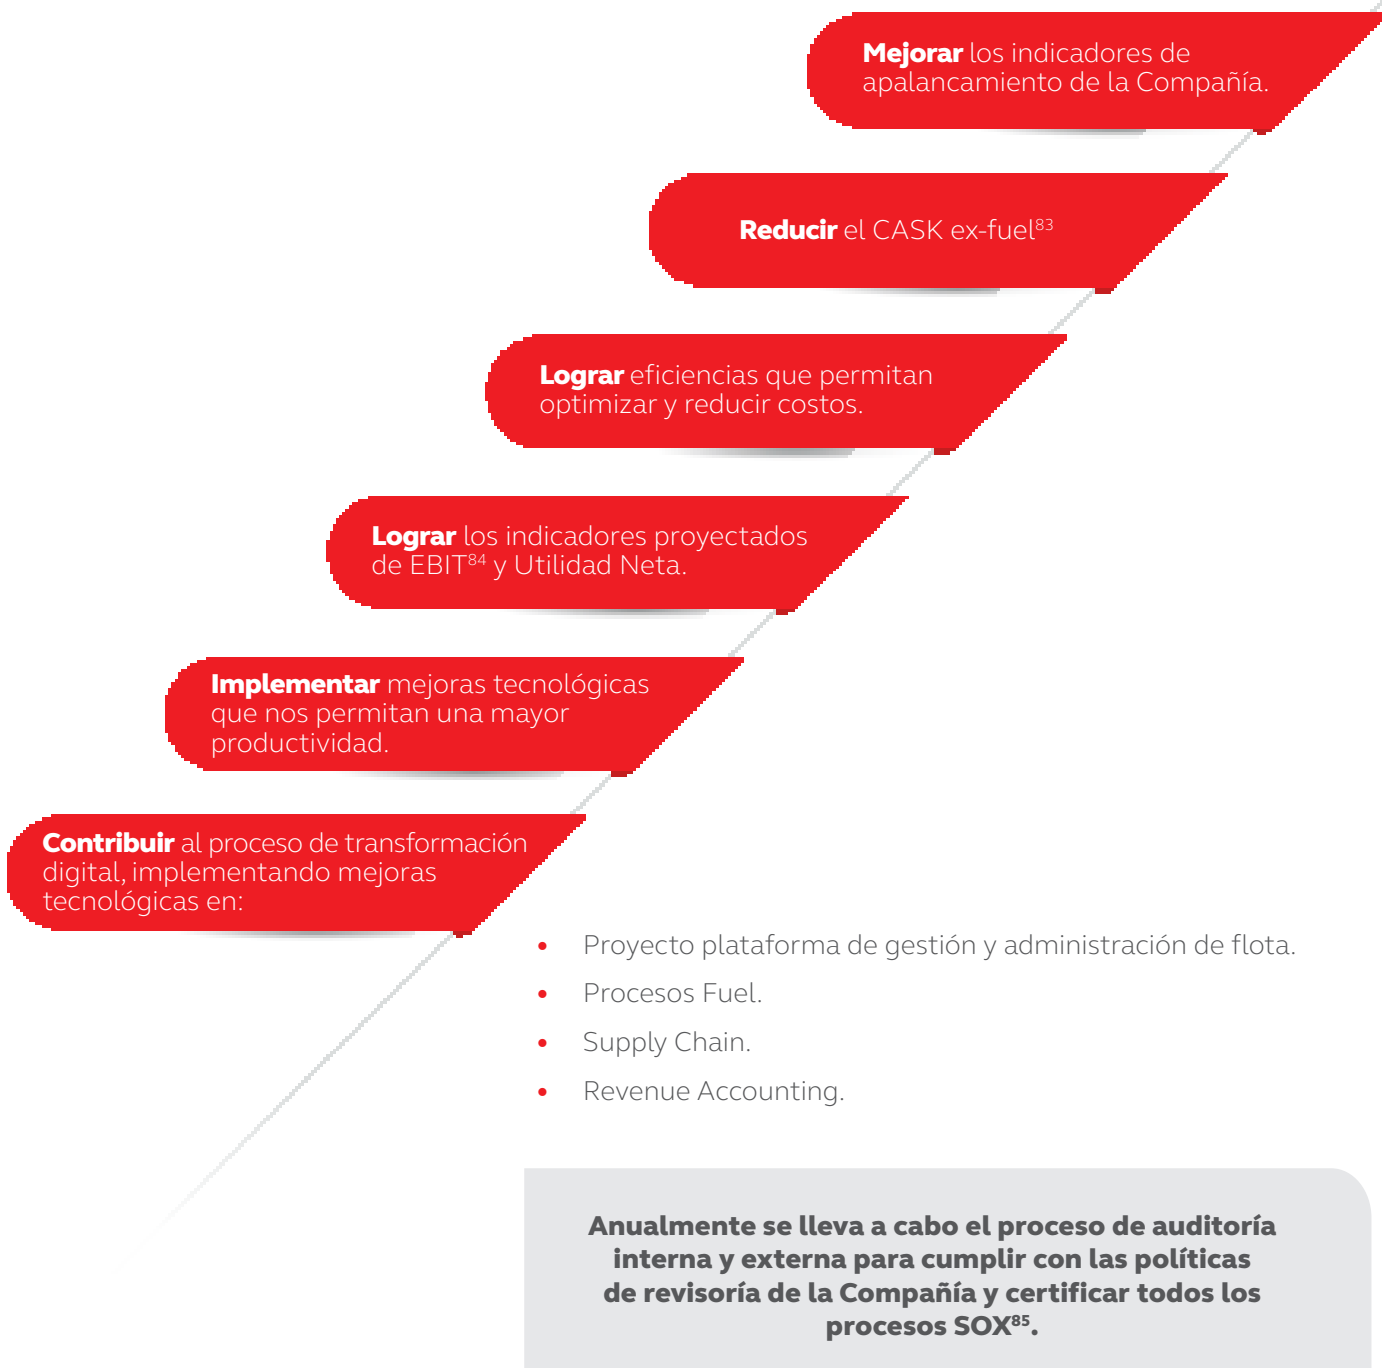 Mejorar los indicadores de
apalancamiento de la Compañía.
Reducir el CASK ex-fuel⁸³
Lograr eficiencias que permitan
optimizar y reducir costos.
Lograr los indicadores proyectados
de EBIT⁸⁴ y Utilidad Neta.
Implementar mejoras tecnológicas
que nos permitan una mayor
productividad.
Contribuir al proceso de transformación
digital, implementando mejoras
tecnológicas en:
• Proyecto plataforma de gestión y administración de flota.
• Procesos Fuel.
• Supply Chain.
• Revenue Accounting.
Anualmente se lleva a cabo el proceso de auditoría
interna y externa para cumplir con las políticas
de revisoría de la Compañía y certificar todos los
procesos SOX⁸⁵.